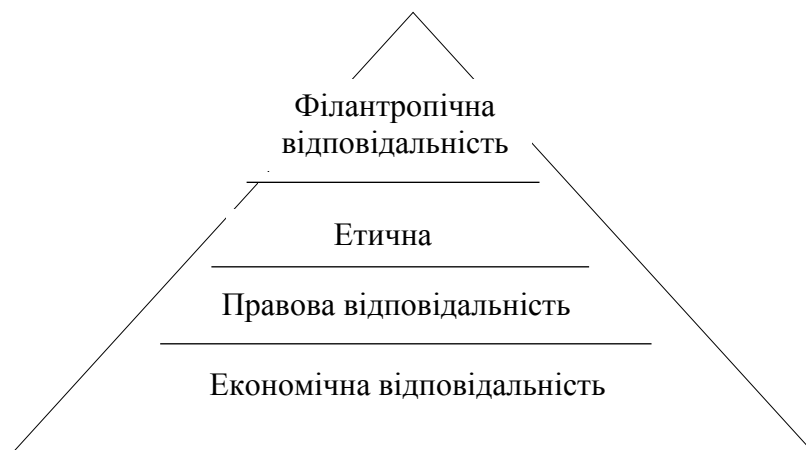 Філантропічна
відповідальність
Етична
Правова відповідальність
Економічна відповідальність